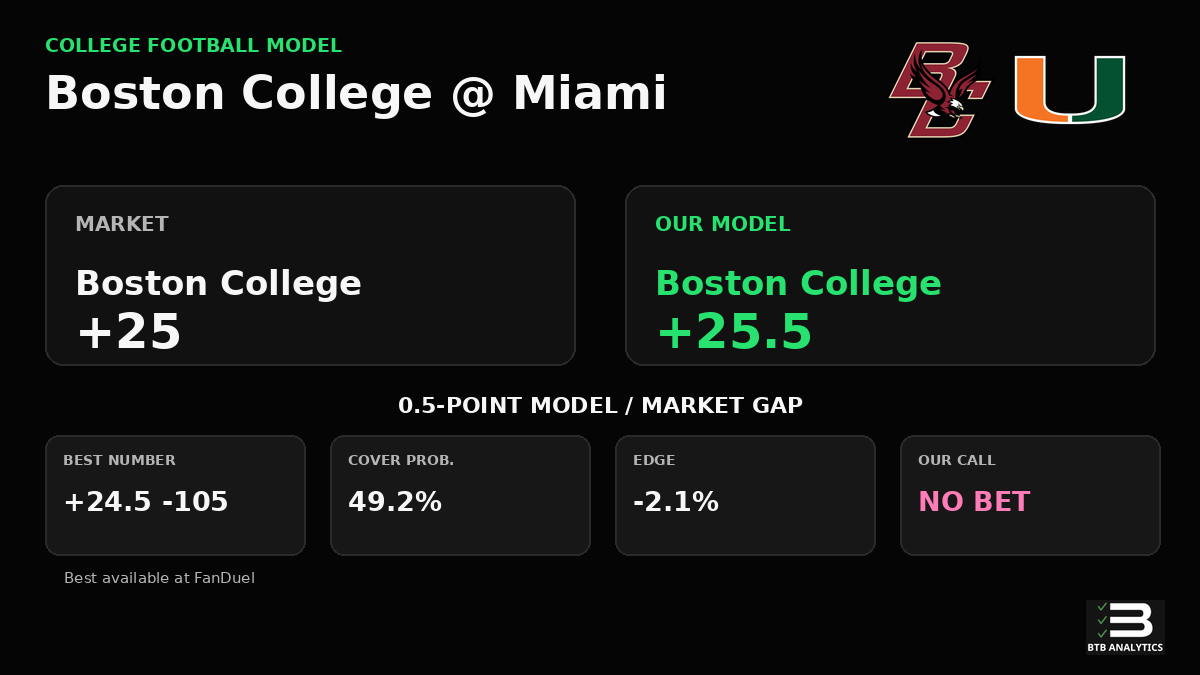 COLLEGE FOOTBALL MODEL
Boston College @ Miami
MARKET
Boston College
+25
OUR MODEL
Boston College
+25.5
0.5-POINT MODEL / MARKET GAP
BEST NUMBER
+24.5 -105
COVER PROB.
49.2%
EDGE
-2.1%
OUR CALL
NO BET
Best available at FanDuel
BTB ANALYTICS